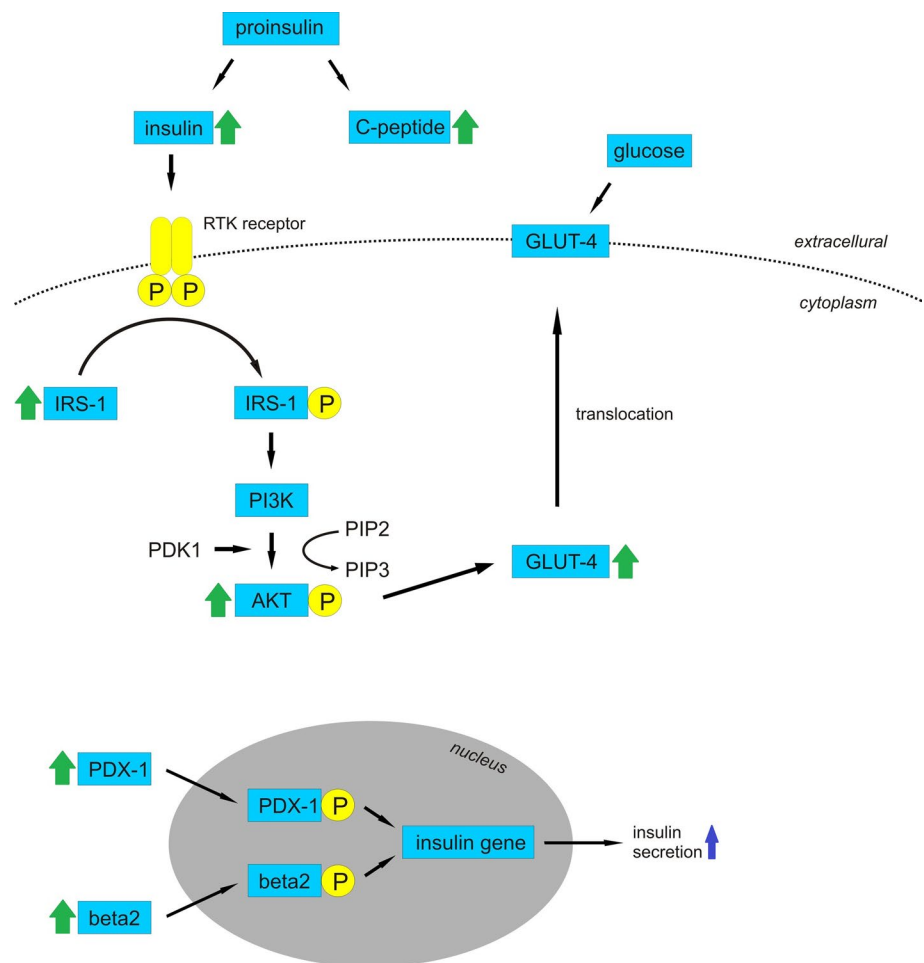 proinsulin
insulin
C-peptide
glucose
RTK receptor
GLUT-4
extracellural
cytoplasm
P P
IRS-1
IRS-1 P
translocation
PI3K
PIP2
PDK1
PIP3
GLUT-4
AKT P
nucleus
PDX-1
PDX-1 P
insulin gene
insulin
secretion
beta2 P
beta2